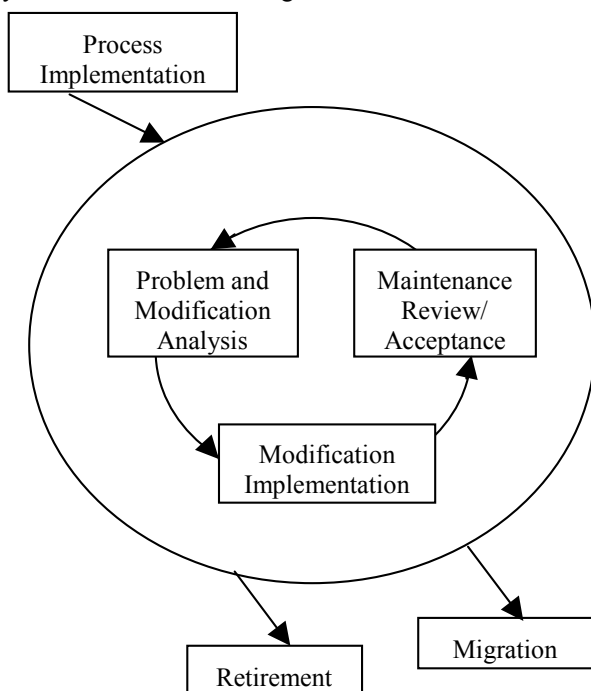 Process
Implementation
Problem and
Modification
Analysis
Maintenance
Review/
Acceptance
Modification
Implementation
Migration
Retirement